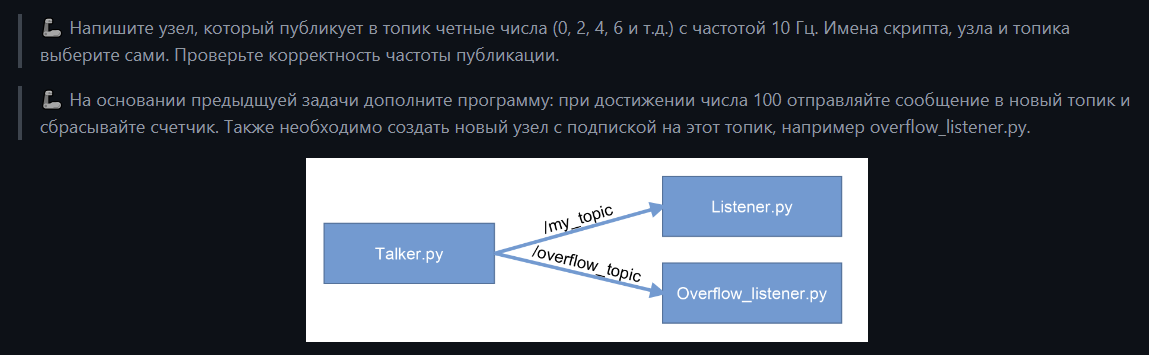 🦾 Напишите узел, который публикует в топик четные числа (0, 2, 4, 6 и т.д.) с частотой 10 Гц. Имена скрипта, узла и топика
выберите сами. Проверьте корректность частоты публикации.
🦾 На основании предыдщуей задачи дополните программу: при достижении числа 100 отправляйте сообщение в новый топик и
сбрасывайте счетчик. Также необходимо создать новый узел с подпиской на этот топик, например overflow_listener.py.
Listener.py
/my_topic
Talker.py
/overflow_topic
Overflow_listener.py